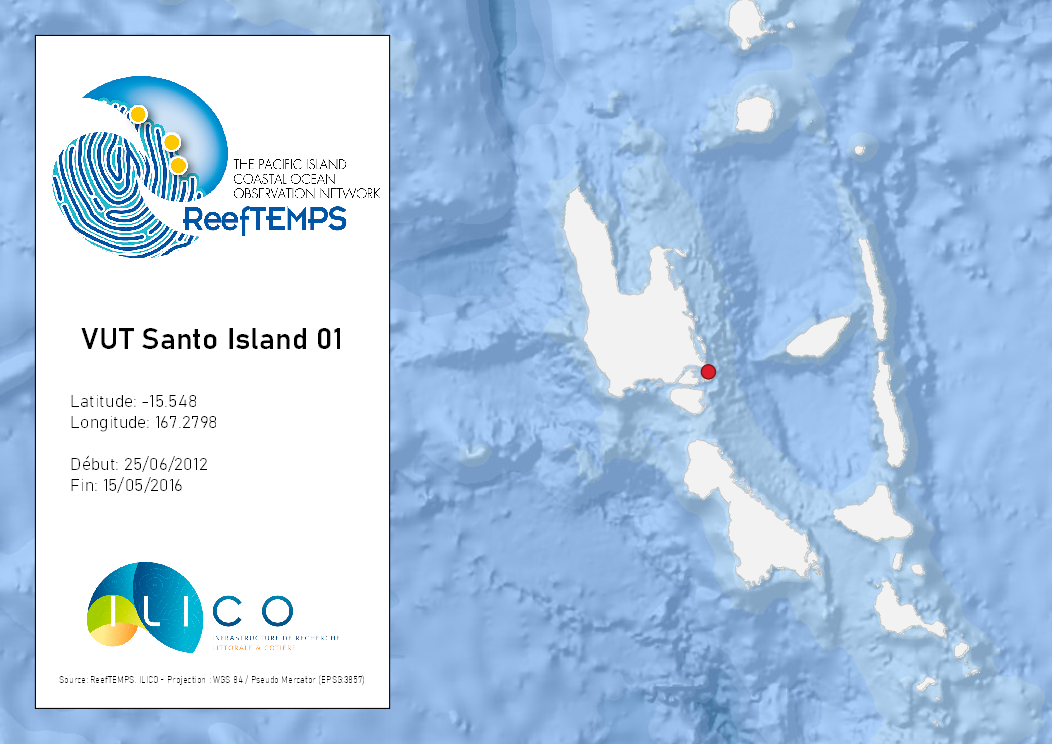 THE PACIFIC ISLAND
COASTAL OCEAN
OBSERVATION NETWORK
ReefTEMPS
VUT Santo Island 01
Latitude: -15.548
Longitude: 167.2798
Début: 25/06/2012
Fin: 15/05/2016
ILICO
INFRASTRUCTURE DE RECHERCHE
LITTORALE & CÔTIÈRE
Source: ReefTEMPS, ILICO - Projection : WGS 84 / Pseudo Mercator (EPSG:3857)